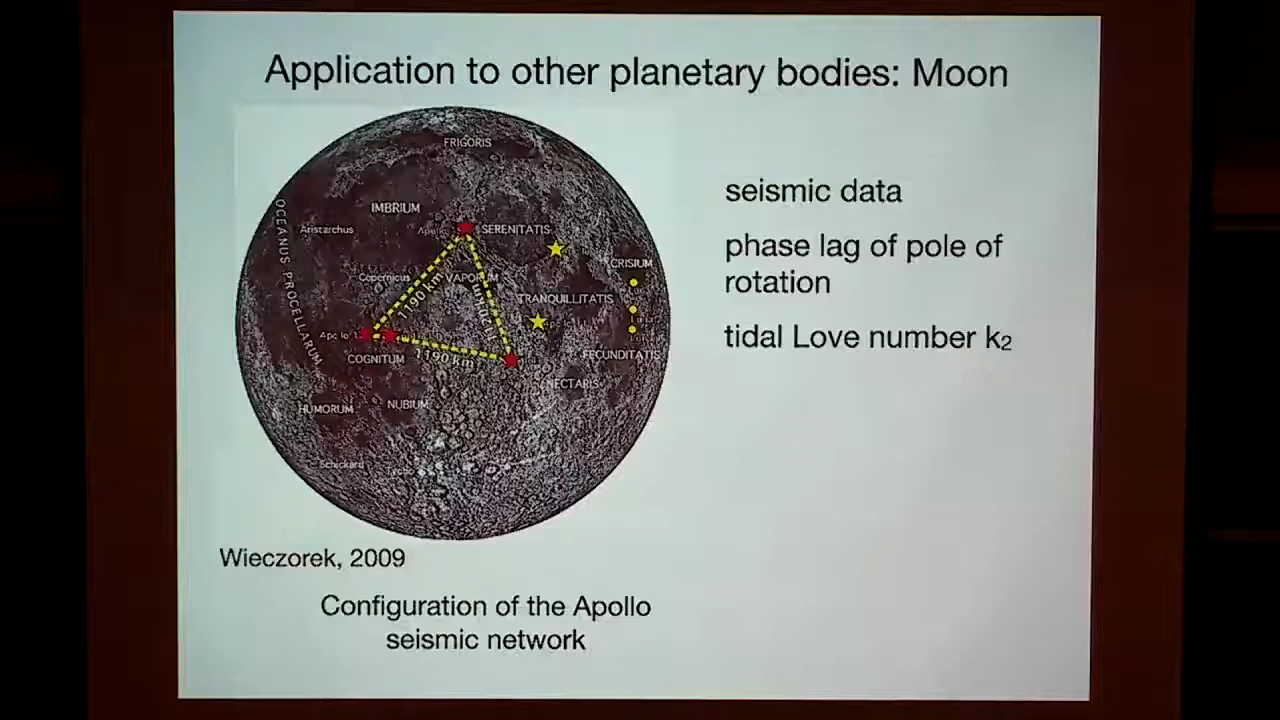 Application to other planetary bodies: Moon
FRIGORIS
IMBRIUM
OCEANUS PROCELLARUM
Aristarchus
SERENITATIS
CRISIUM
Copernicus
VAPORUM
1190 km
TRANQUILLITATIS
COGNITUM
1190 km
FECUNDITATIS
NECTARIS
HUMORUM
NUBIUM
Schickard
seismic data
phase lag of pole of
rotation
tidal Love number k₂
Wieczorek, 2009
Configuration of the Apollo
seismic network